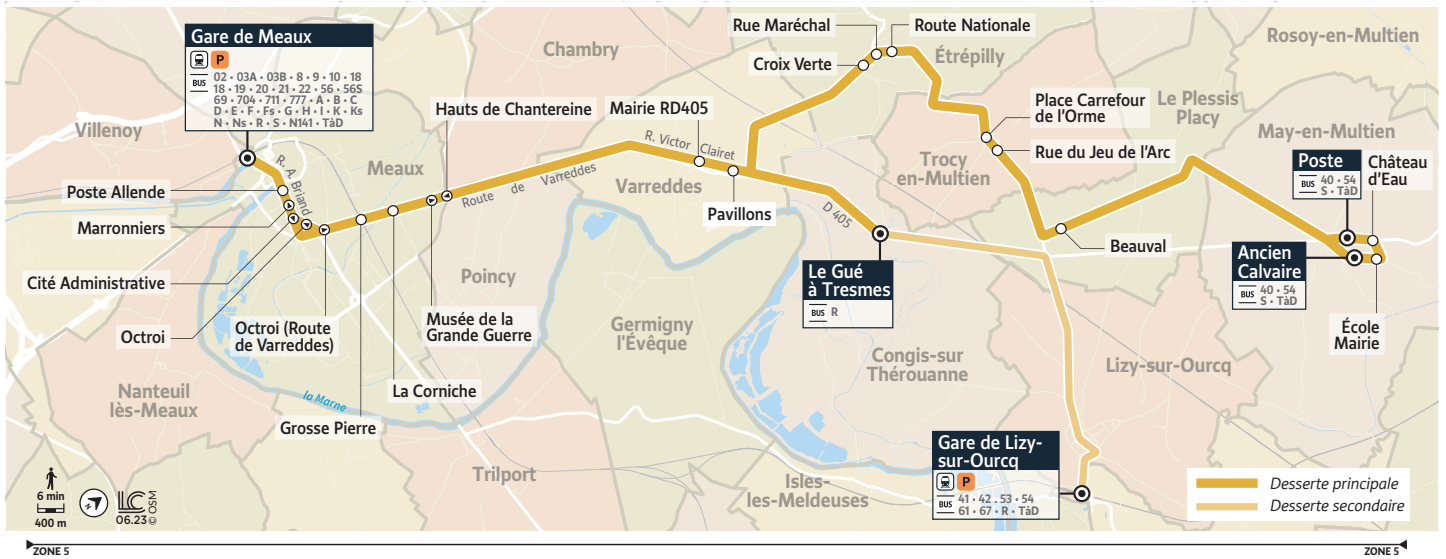 Gare de Meaux
P
BUS
02 • 03A • 03B • 8 • 9 • 10 • 18
18 • 19 • 20 • 21 • 22 • 56 • 56S
69 • 704 • 711 • 777 • A • B • C
D • E • F • Fs • G • H • I • K • Ks
N • Ns • R • S • N141 • TàD
Villenoy
Chambry
Meaux
Hauts de Chantereine
Mairie RD405
Rue Maréchal
Route Nationale
Croix Verte
Étrépilly
Rosoy-en-Multien
Place Carrefour
de l'Orme
Rue du Jeu de l'Arc
Le Plessis
Placy
May-en-Multien
Trocy
en-Multien
Poste
BUS
40 • 54
S • TàD
Château
d'Eau
R. A. Briand
Poste Allende
Marronniers
Cité Administrative
Octroi
Octroi (Route
de Varreddes)
Route de Varreddes
R. Victor Clairet
Varreddes
Pavillons
D 405
Beauval
Ancien
Calvaire
BUS
40 • 54
S • TàD
École
Mairie
Le Gué
à Tresmes
BUS
R
Poincy
Musée de la
Grande Guerre
La Corniche
Grosse Pierre
Germigny
l'Évêque
Congis-sur
Thérouanne
Lizy-sur-Ourcq
Nanteuil
lès-Meaux
la Marne
Trilport
Isles-
les-Meldeuses
Gare de Lizy-
sur-Ourcq
P
BUS
41 • 42 • 53 • 54
61 • 67 • R • TàD
Desserte principale
Desserte secondaire
6 min
400 m
LC
06.23
© OSM
ZONE 5
ZONE 5